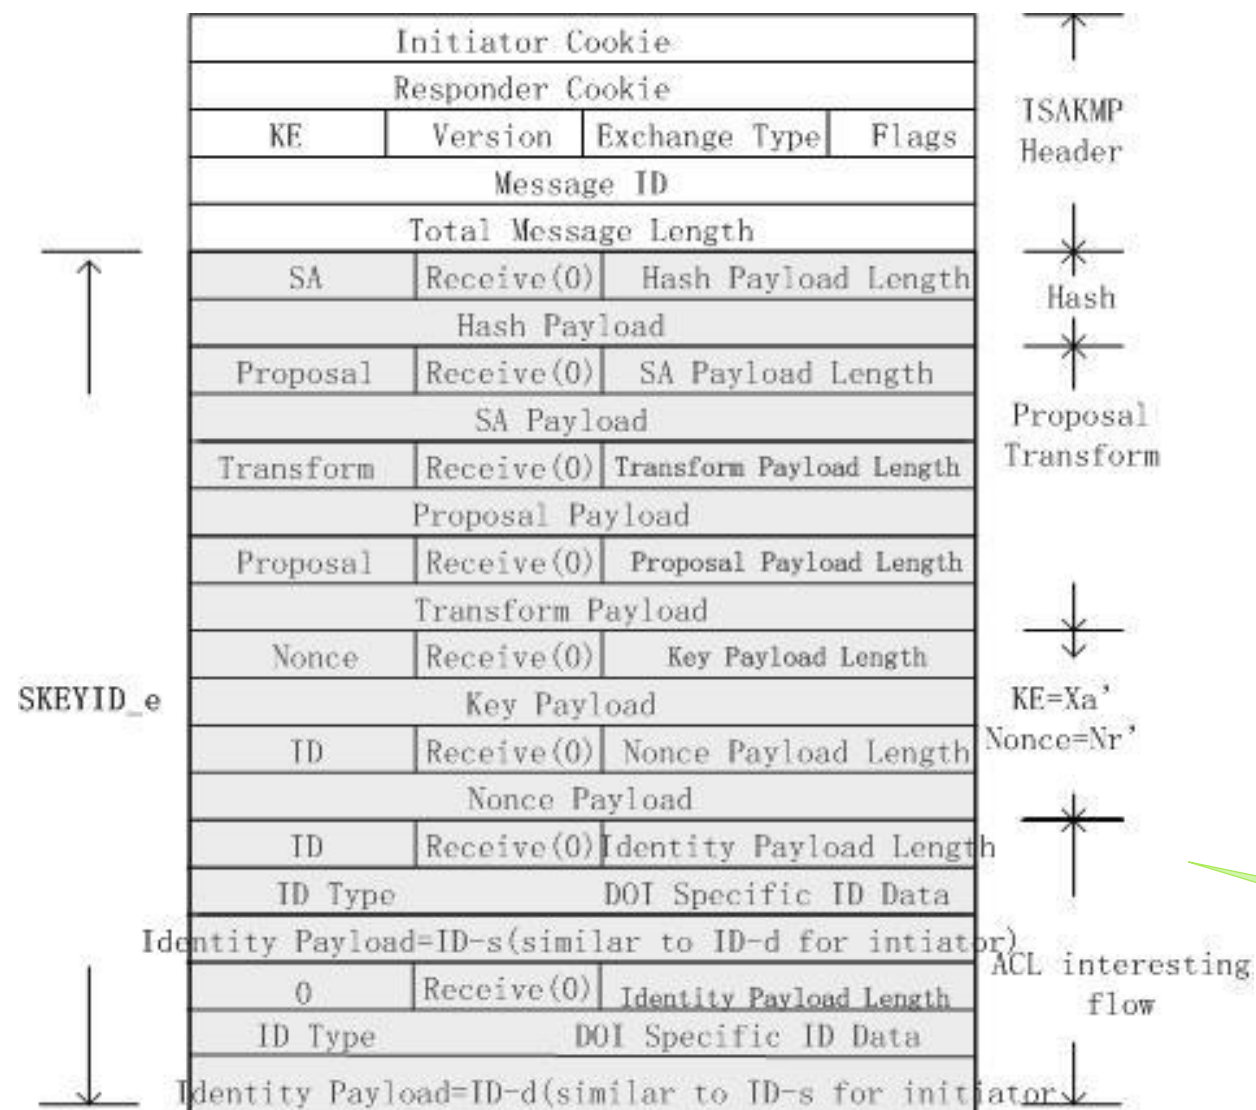 Initiator Cookie
Responder Cookie
KE Version Exchange Type Flags
Message ID
Total Message Length
ISAKMP
Header
SA Receive(0) Hash Payload Length
Hash Payload
Hash
Proposal Receive(0) SA Payload Length
SA Payload
Transform Receive(0) Transform Payload Length
Proposal Payload
Proposal Receive(0) Proposal Payload Length
Transform Payload
Proposal
Transform
Nonce Receive(0) Key Payload Length
Key Payload
ID Receive(0) Nonce Payload Length
Nonce Payload
KE=Xa’
Nonce=Nr’
SKEYID_e
ID Receive(0) Identity Payload Length
ID Type DOI Specific ID Data
Identity Payload=ID-s(similar to ID-d for intiator)
0 Receive(0) Identity Payload Length
ID Type DOI Specific ID Data
Identity Payload=ID-d(similar to ID-s for initiator
ACL interesting
flow